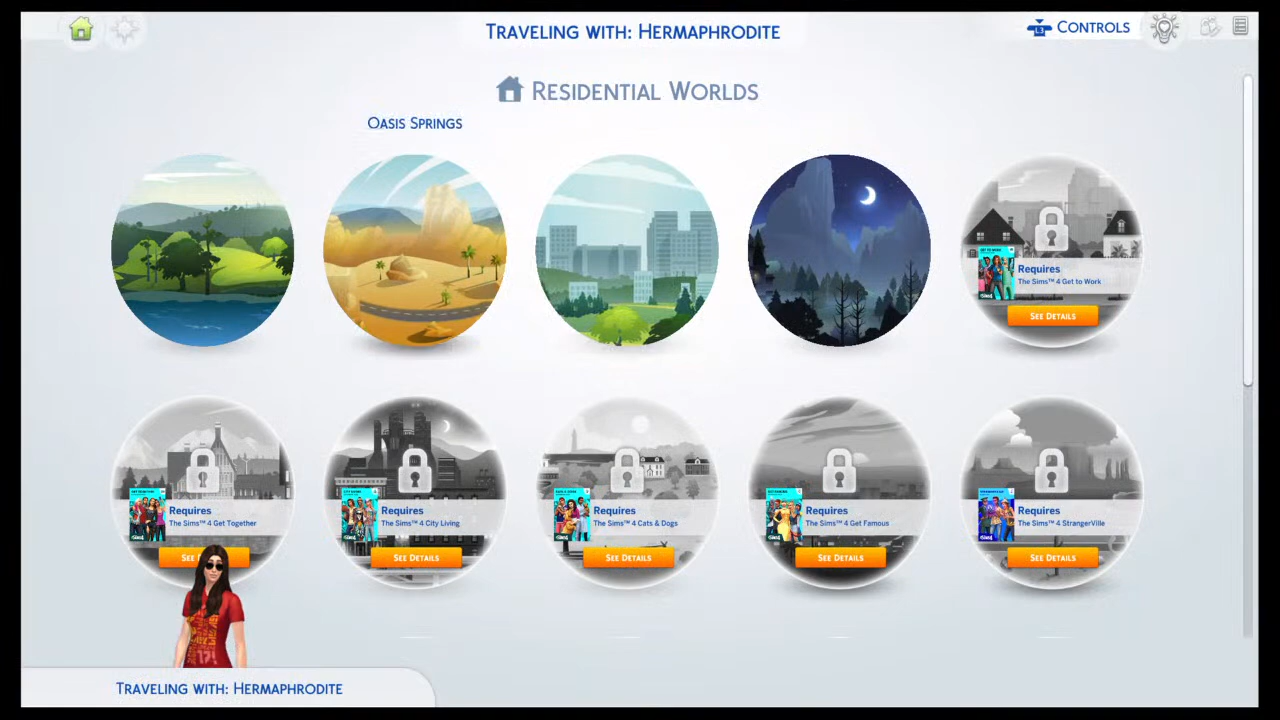 Traveling with: Hermaphrodite
L3 Controls
Residential Worlds
Oasis Springs
Requires
The Sims™ 4 Get to Work
See Details
Requires
The Sims™ 4 Get Together
See
Requires
The Sims™ 4 City Living
See Details
Requires
The Sims™ 4 Cats & Dogs
See Details
Requires
The Sims™ 4 Get Famous
See Details
Requires
The Sims™ 4 StrangerVille
See Details
Traveling with: Hermaphrodite